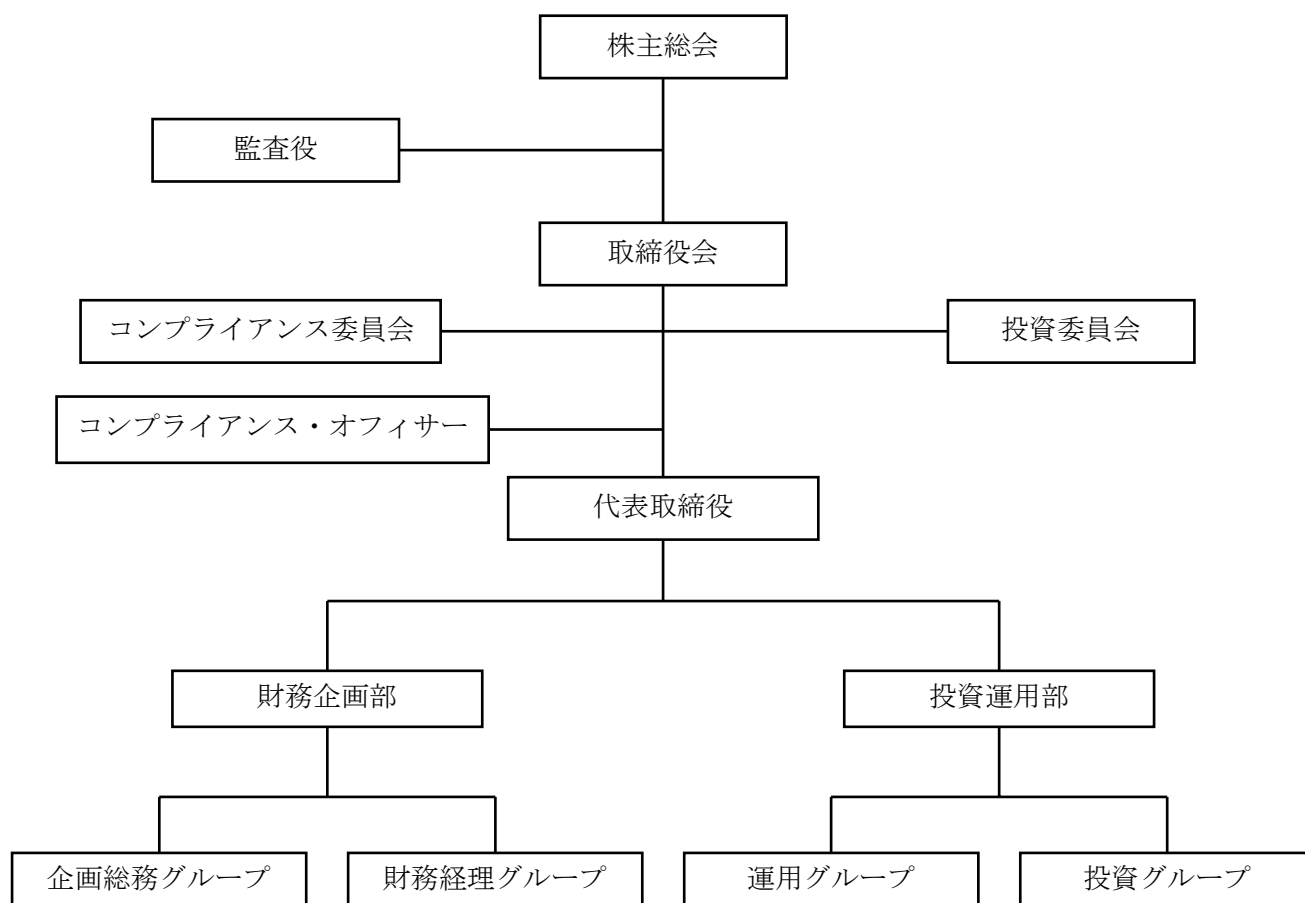 株主総会
監査役
取締役会
コンプライアンス委員会
投資委員会
コンプライアンス・オフィサー
代表取締役
財務企画部
投資運用部
企画総務グループ
財務経理グループ
運用グループ
投資グループ